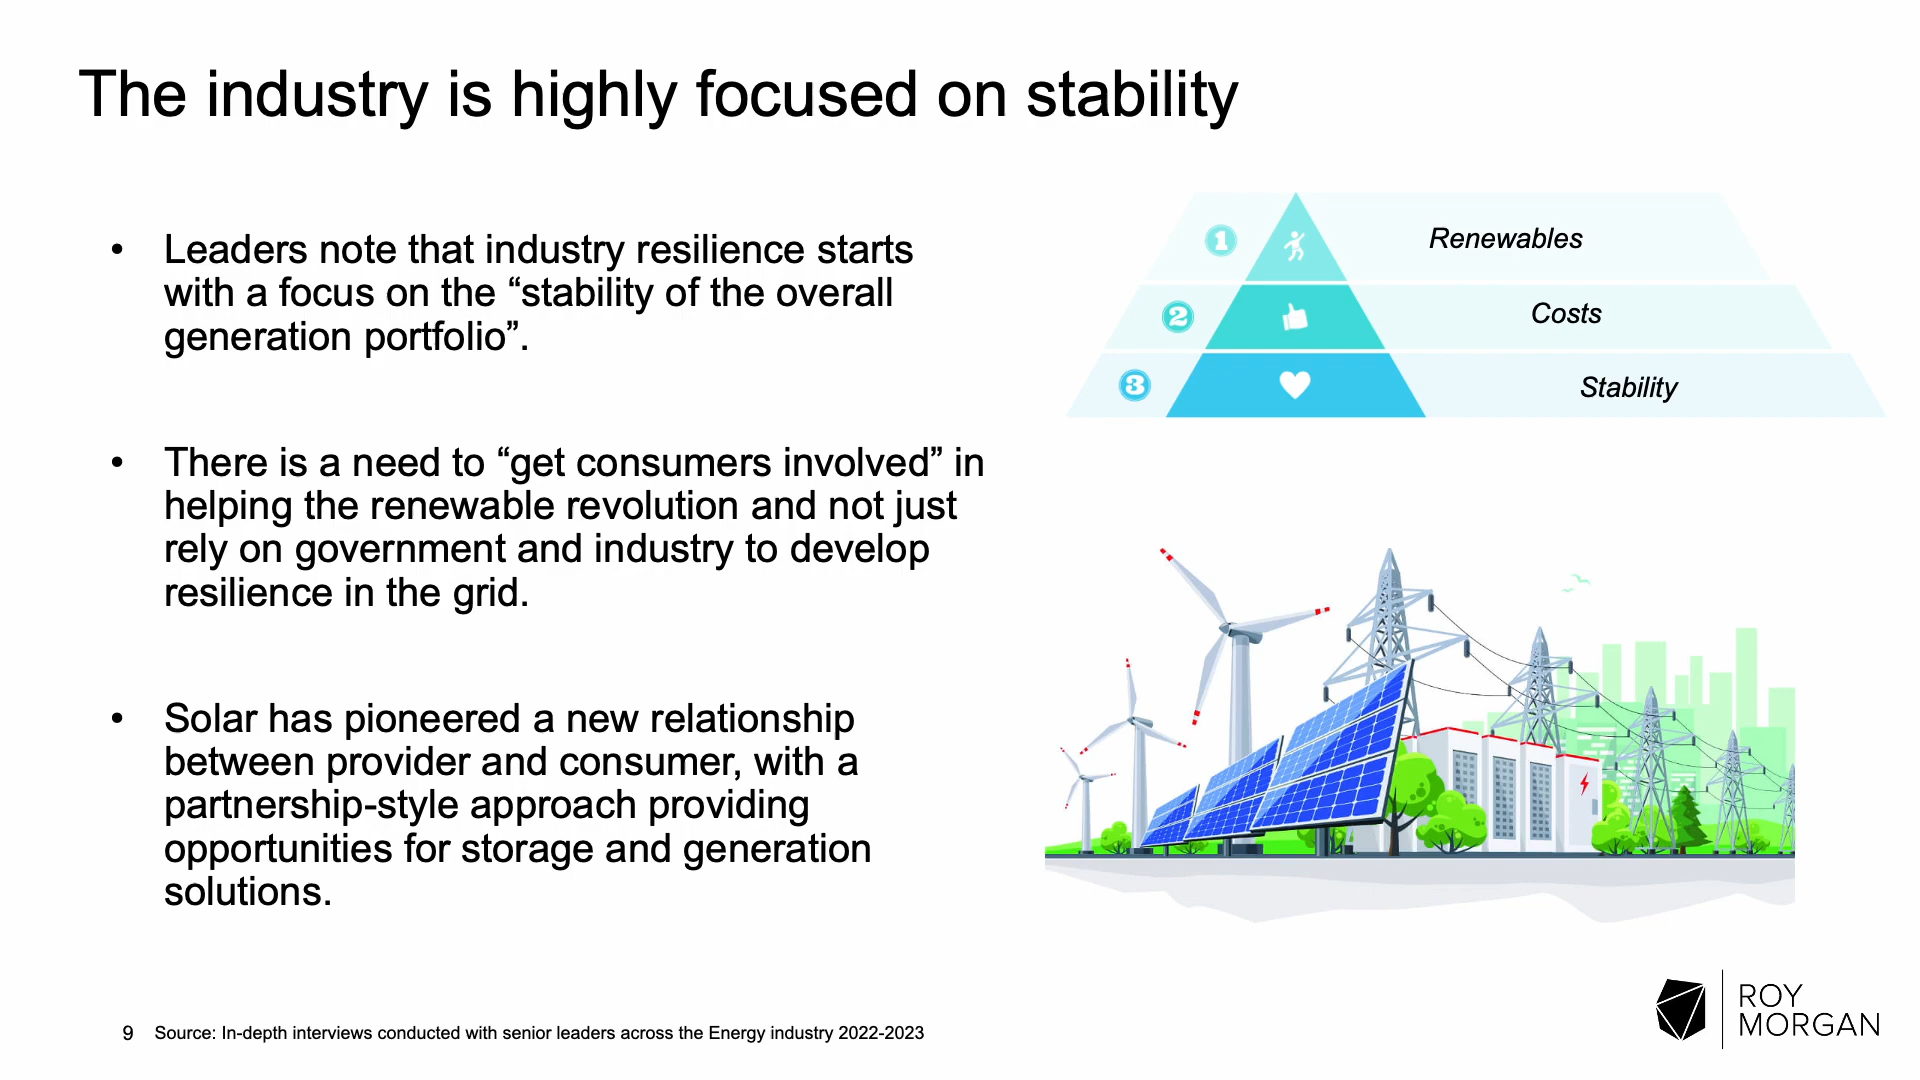 The industry is highly focused on stability
• Leaders note that industry resilience starts
with a focus on the “stability of the overall
generation portfolio”.
• There is a need to “get consumers involved” in
helping the renewable revolution and not just
rely on government and industry to develop
resilience in the grid.
• Solar has pioneered a new relationship
between provider and consumer, with a
partnership-style approach providing
opportunities for storage and generation
solutions.
1 Renewables
2 Costs
3 Stability
9 Source: In-depth interviews conducted with senior leaders across the Energy industry 2022-2023
ROY
MORGAN